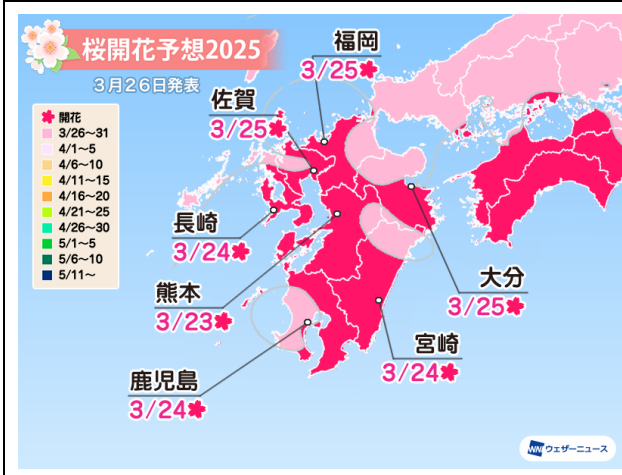 桜開花予想2025
3月26日発表
開花
3/26～31
4/1～5
4/6～10
4/11～15
4/16～20
4/21～25
4/26～30
5/1～5
5/6～10
5/11～
福岡
3/25
佐賀
3/25
長崎
3/24
熊本
3/23
大分
3/25
宮崎
3/24
鹿児島
3/24
WNI ウェザーニュース